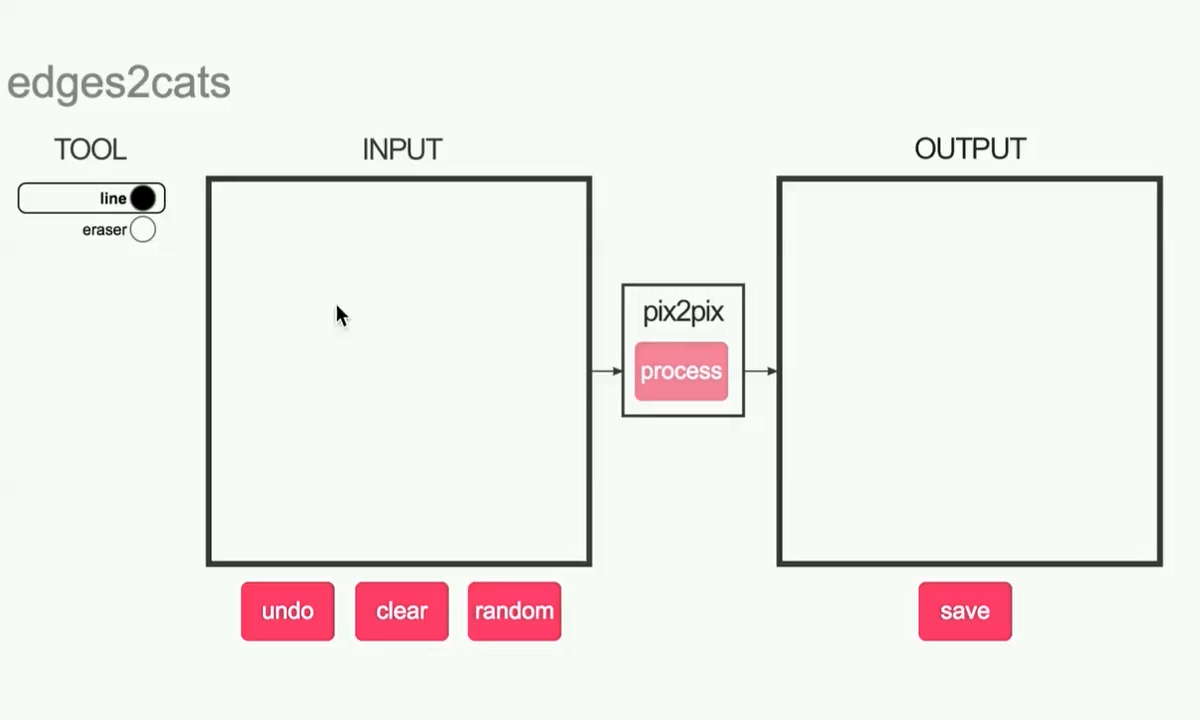 edges2cats
TOOL
INPUT
OUTPUT
line
eraser
pix2pix
process
undo
clear
random
save